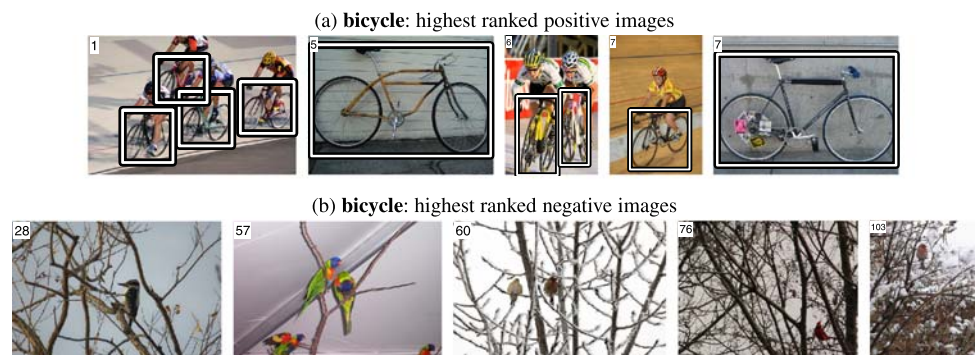 (a) bicycle: highest ranked positive images
1 5 6 7 7
(b) bicycle: highest ranked negative images
28 57 60 76 103